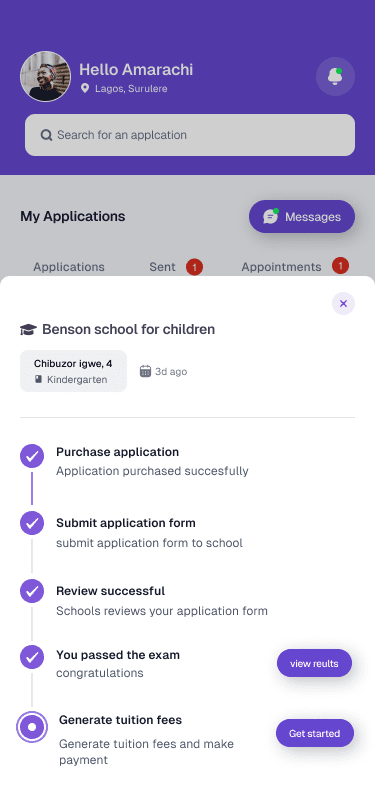 Hello Amarachi
Lagos, Surulere
Search for an applcation
My Applications
Messages
Applications
Sent
1
Appointments
1
Benson school for children
Chibuzor igwe, 4
Kindergarten
3d ago
Purchase application
Application purchased succesfully
Submit application form
submit application form to school
Review successful
Schools reviews your application form
You passed the exam
congratulations
view reults
Generate tuition fees
Generate tuition fees and make
payment
Get started